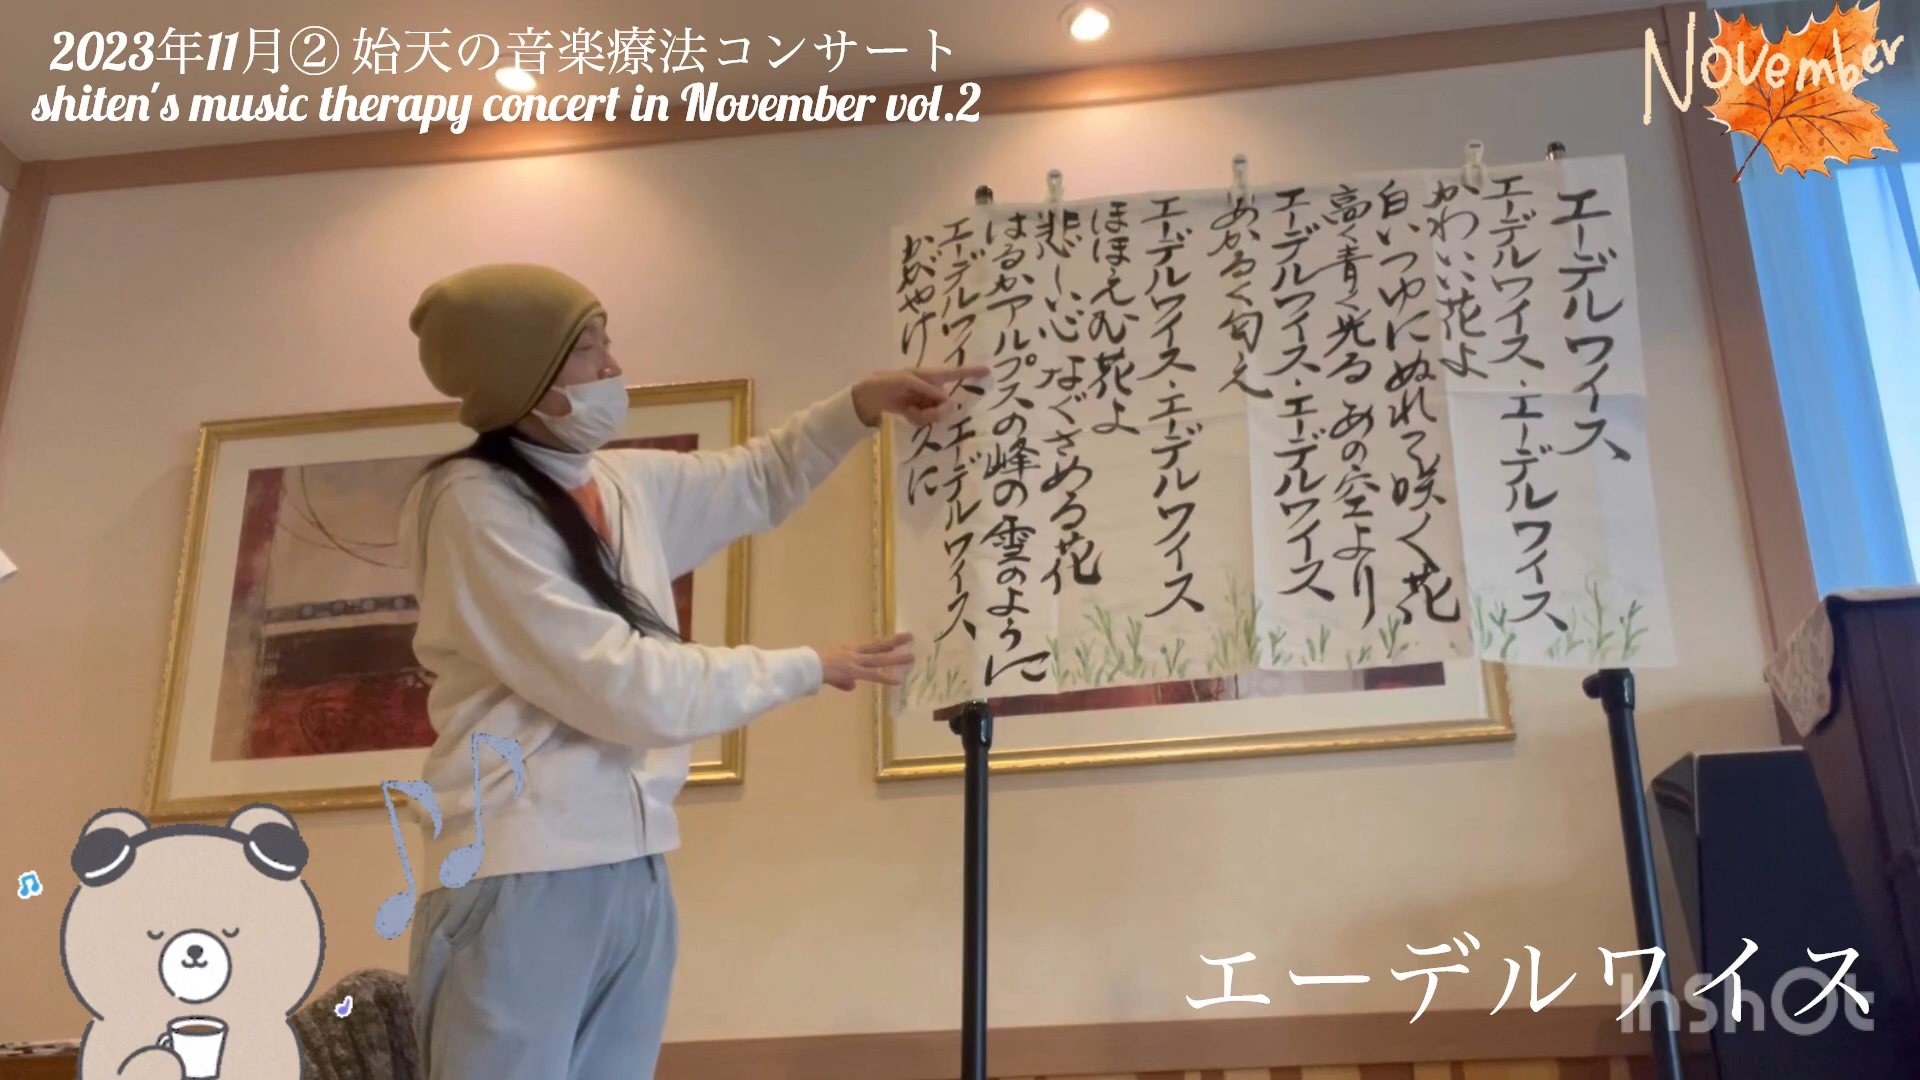 2023年11月② 始天の音楽療法コンサート
shiten's music therapy concert in November vol.2
November
エーデルワイス
エーデルワイス・エーデルワイス
かわいい花よ
白いつゆにぬれて咲く花
高く青く光るあの空より
エーデルワイス・エーデルワイス
あかるく匂え
エーデルワイス・エーデルワイス
ほほえむ花よ
悲しい心なぐさめる花
はるかアルプスの峰の雪のように
エーデルワイス・エーデルワイス
かがやけ
スに
エーデルワイス
InShOt